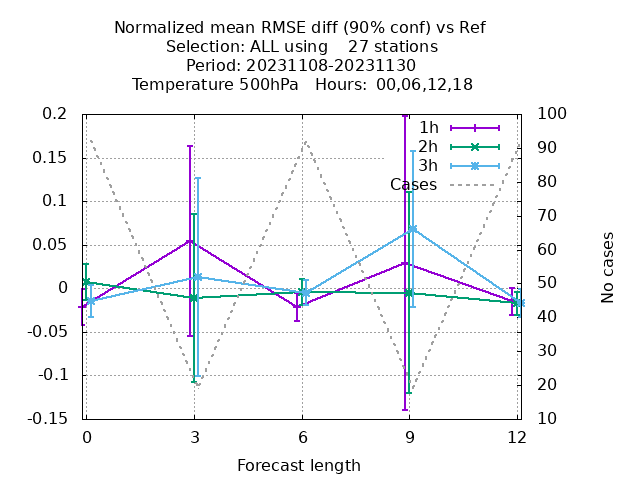 Normalized mean RMSE diff (90% conf) vs Ref
Selection: ALL using    27 stations
Period: 20231108-20231130
Temperature 500hPa   Hours:  00,06,12,18
0.2
0.15
0.1
0.05
0
-0.05
-0.1
-0.15
1h
2h
3h
Cases
100
90
80
70
60
50
40
30
20
10
No cases
0
3
6
9
12
Forecast length